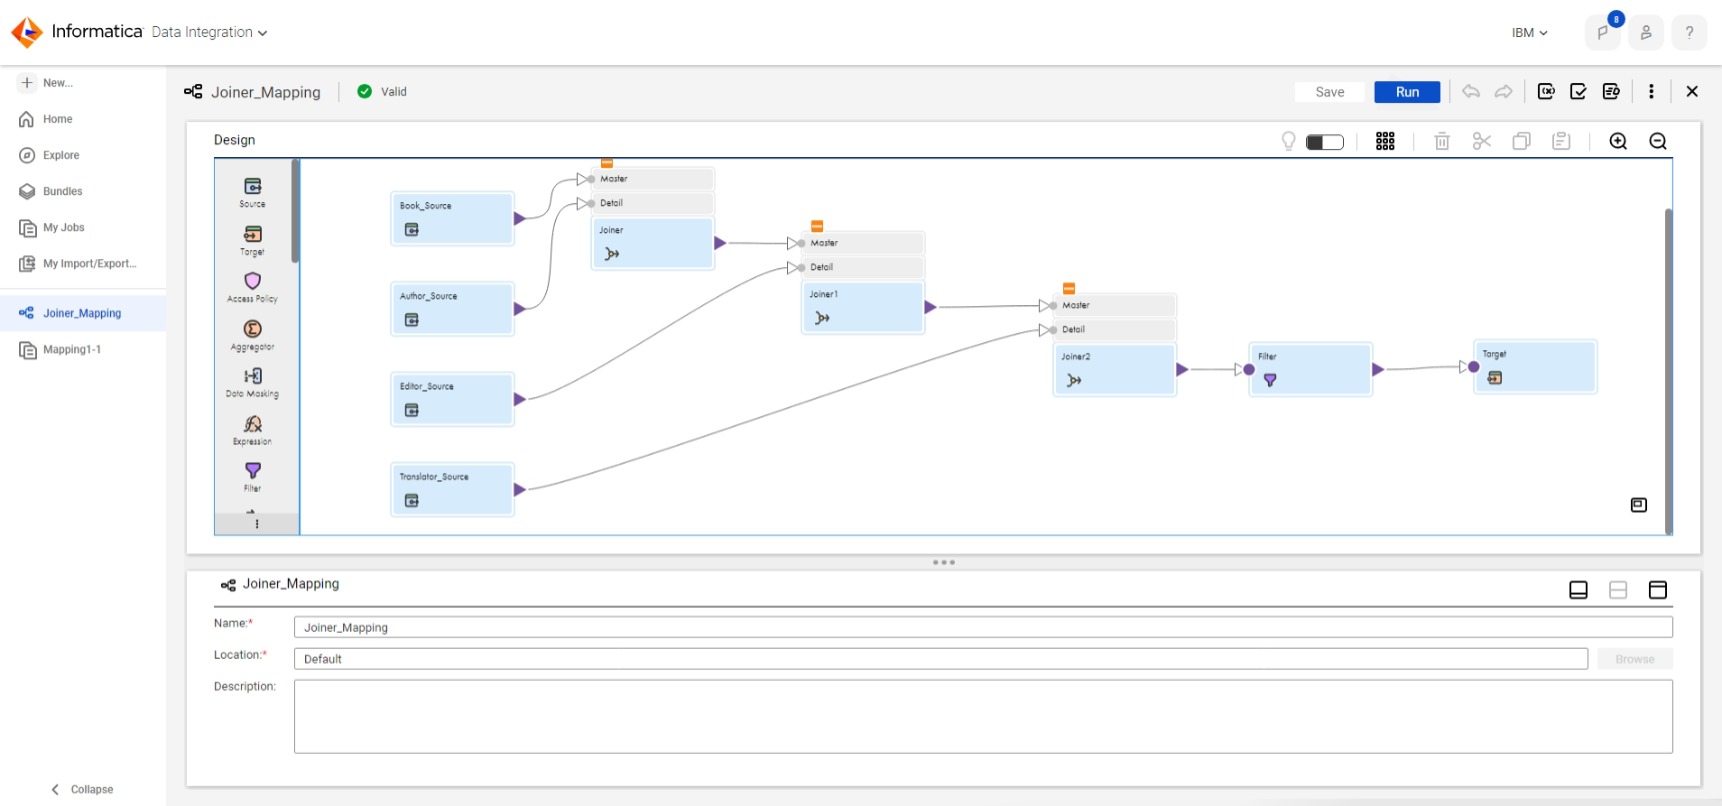 Informatica Data Integration
IBM
8
?
New...
Home
Explore
Bundles
My Jobs
My Import/Export...
Joiner_Mapping
Mapping1-1
Collapse
Joiner_Mapping
Valid
Save
Run
Design
Source
Target
Access Policy
Aggregator
Data Masking
Expression
Filter
Book_Source
Author_Source
Editor_Source
Translator_Source
Master
Detail
Joiner
Master
Detail
Joiner1
Master
Detail
Joiner2
Filter
Target
Joiner_Mapping
Name:* Joiner_Mapping
Location:* Default Browse
Description: